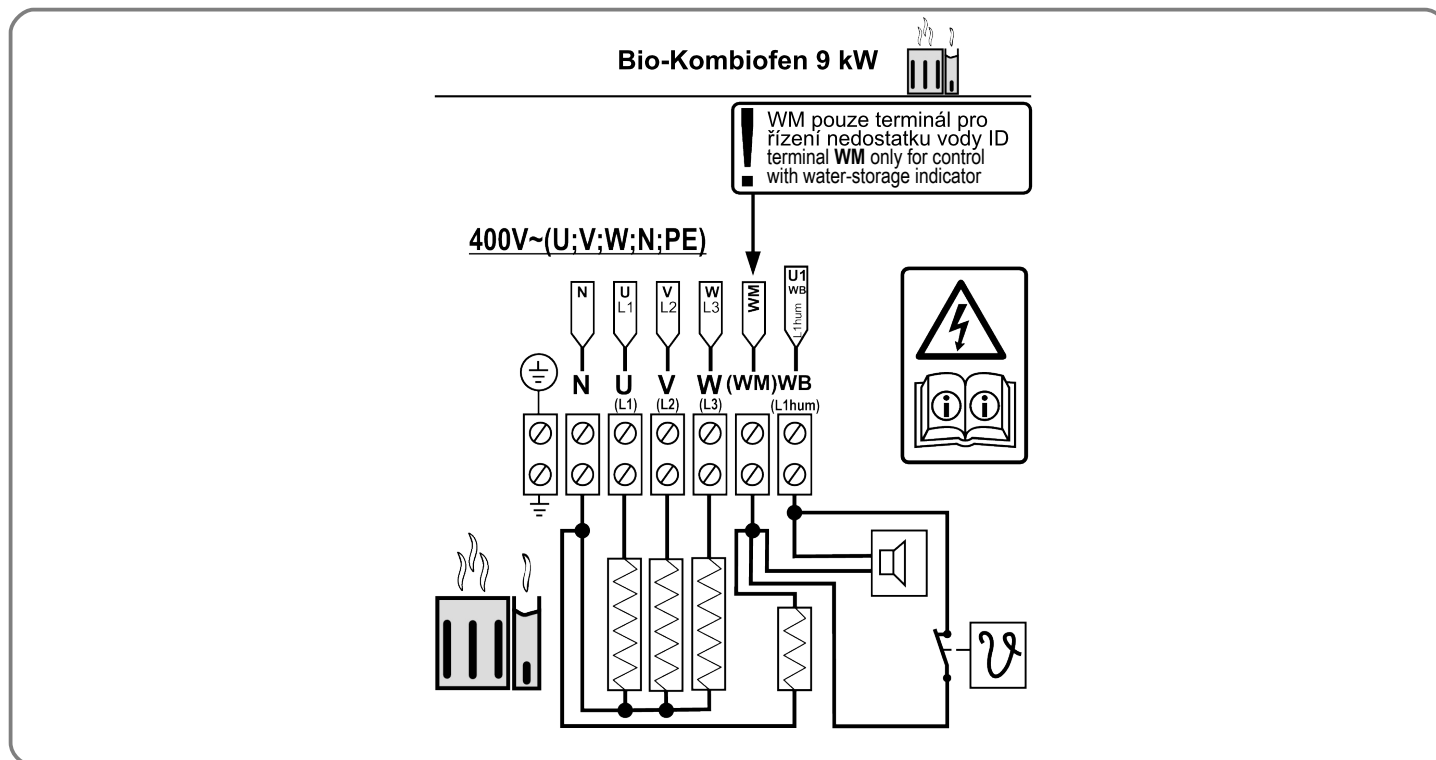 Bio-Kombiofen 9 kW
! WM pouze terminál pro
řízení nedostatku vody ID
terminal WM only for control
with water-storage indicator
400V~(U;V;W;N;PE)
N
U
L1
V
L2
W
L3
WM
U1
WB
L1hum
N U V W (WM) WB
(L1) (L2) (L3) (L1hum)
i i
ϑ